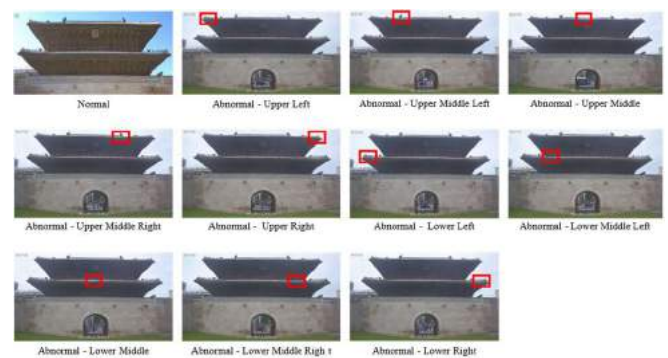 Normal
Abnormal - Upper Left
Abnormal - Upper Middle Left
Abnormal - Upper Middle
Abnormal - Upper Middle Right
Abnormal - Upper Right
Abnormal - Lower Left
Abnormal - Lower Middle Left
Abnormal - Lower Middle
Abnormal - Lower Middle Righ t
Abnormal - Lower Right